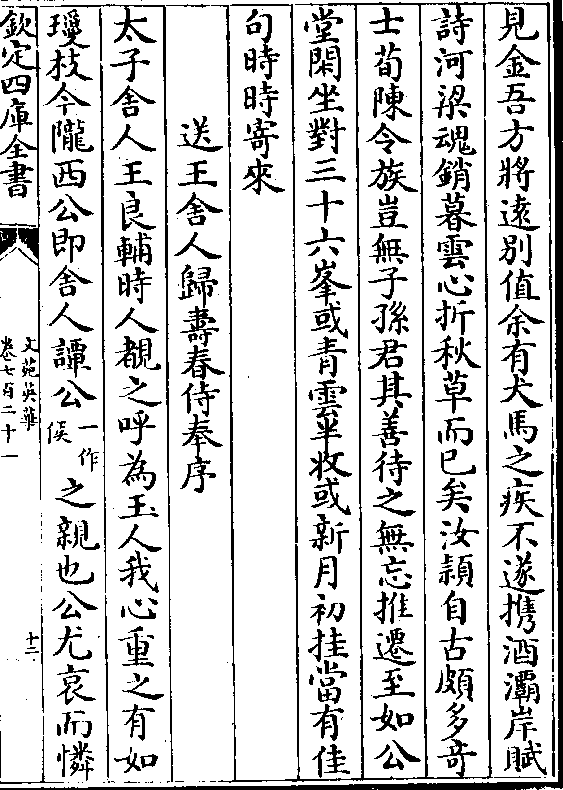 見金吾方將遠別值余有犬馬之疾不遂攜酒灞岸賦
詩河梁魂銷暮雲心折秋草而已矣汝潁自古頗多奇
士荀陳令族豈無子孫君其善待之無忘推遷至如公
堂閑坐對三十六峯或青雲半收或新月初挂當有佳
句時時寄來
送王舍人歸壽春侍奉序
太子舍人王良輔時人覩之呼為玉人我心重之有如
瓊枝今隴西公即舍人譚公一作侯之親也公尤哀而憐
欽定四庫全書
文苑英華
卷七百二十一
十二